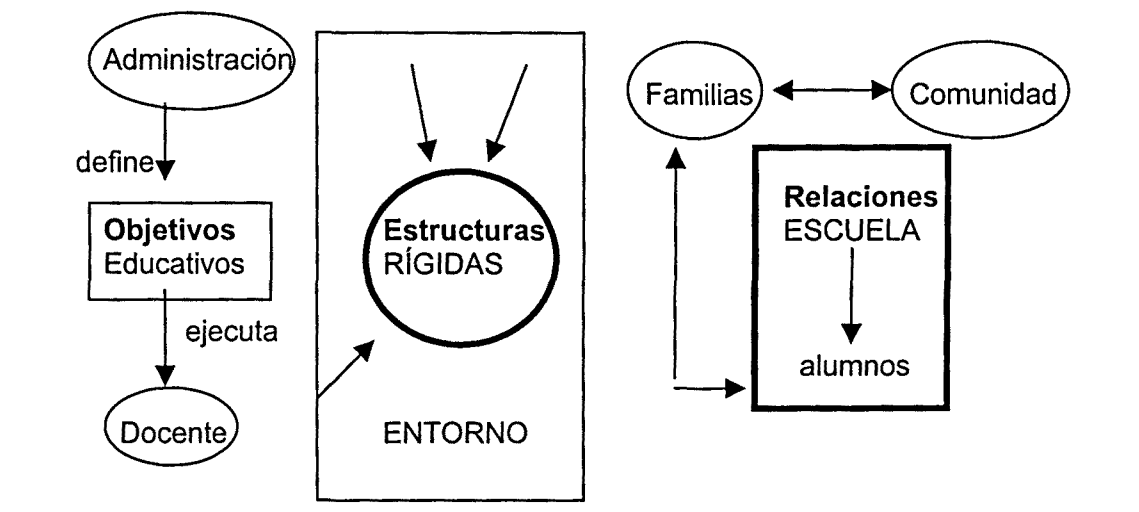 Administración
define
Objetivos
Educativos
ejecuta
Docente
Estructuras
RÍGIDAS
ENTORNO
Familias
Comunidad
Relaciones
ESCUELA
alumnos